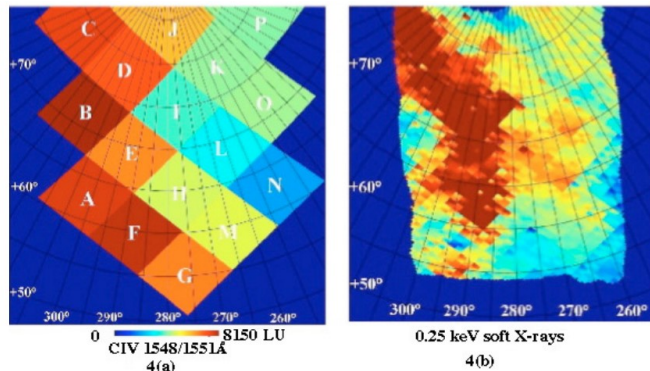 C J P
+70° D K
B I O
E L
+60° A H N
F M
G
+50° 300° 290° 280° 270° 260°
0 8150 LU
CIV 1548/1551Å
4(a)
+70°
+60°
+50°
300° 290° 280° 270° 260°
0.25 keV soft X-rays
4(b)